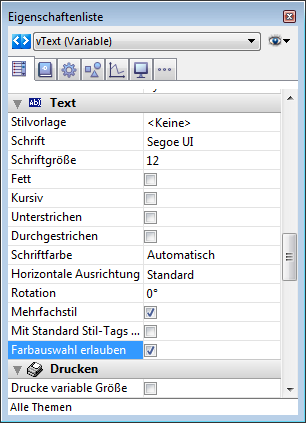 Eigenschaftenliste
vText (Variable)
Text
Stilvorlage <Keine>
Schrift Segoe UI
Schriftgröße 12
Fett
Kursiv
Unterstrichen
Durchgestrichen
Schriftfarbe Automatisch
Horizontale Ausrichtung Standard
Rotation 0°
Mehrfachstil
Mit Standard Stil-Tags ...
Farbauswahl erlauben
Drucken
Drucke variable Größe
Alle Themen